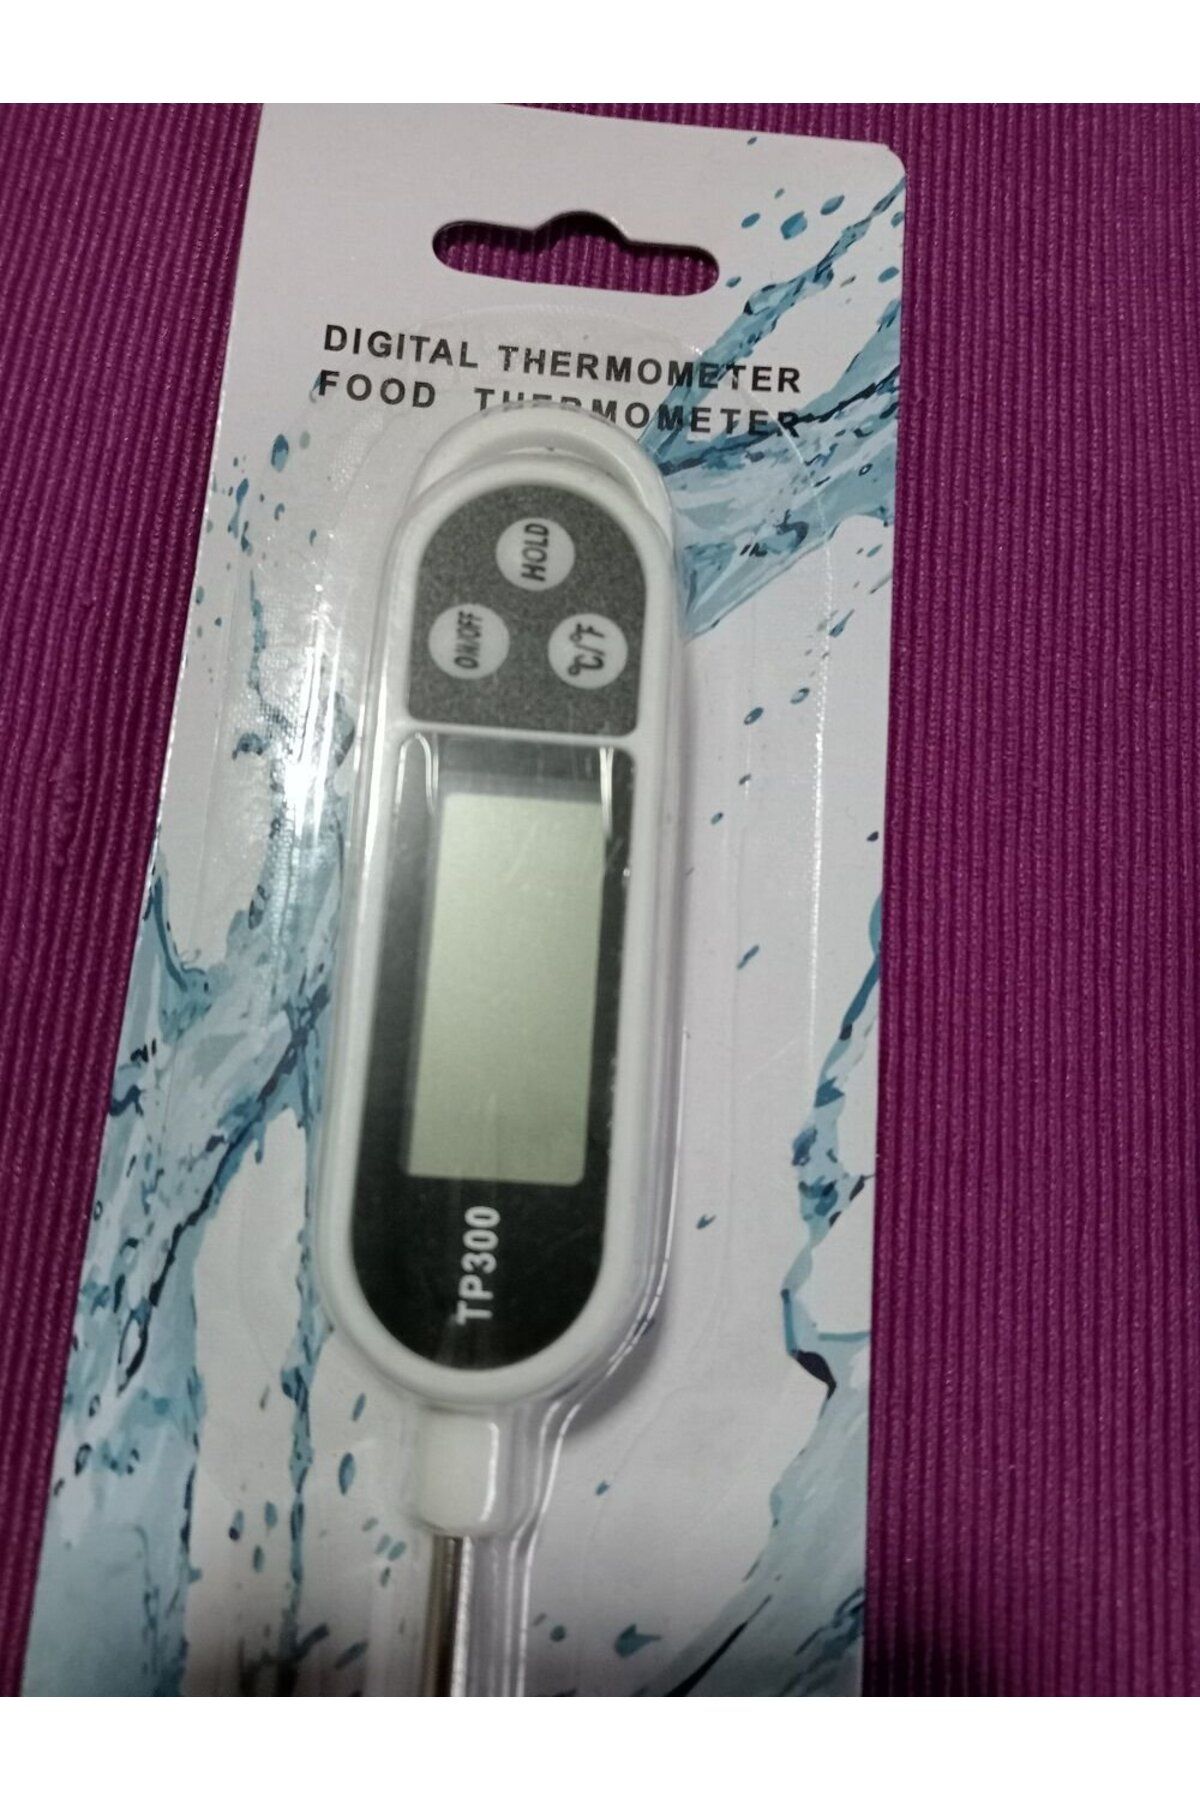 DIGITAL THERMOMETER
FOOD THERMOMETER
HOLD
ON/OFF
°C/°F
TP300